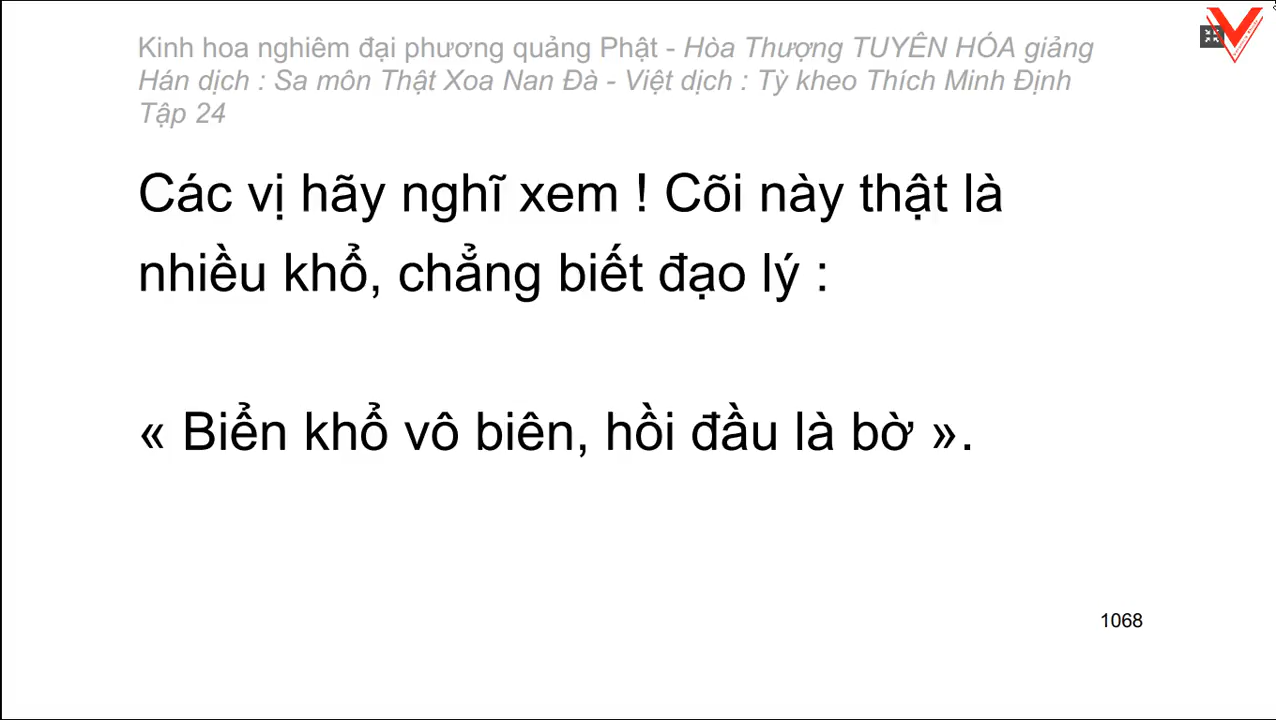 Kinh hoa nghiêm đại phương quảng Phật - Hòa Thượng TUYÊN HÓA giảng
Hán dịch : Sa môn Thật Xoa Nan Đà - Việt dịch : Tỳ kheo Thích Minh Định
Tập 24
Các vị hãy nghĩ xem ! Cõi này thật là
nhiều khổ, chẳng biết đạo lý :
« Biển khổ vô biên, hồi đầu là bờ ».
1068